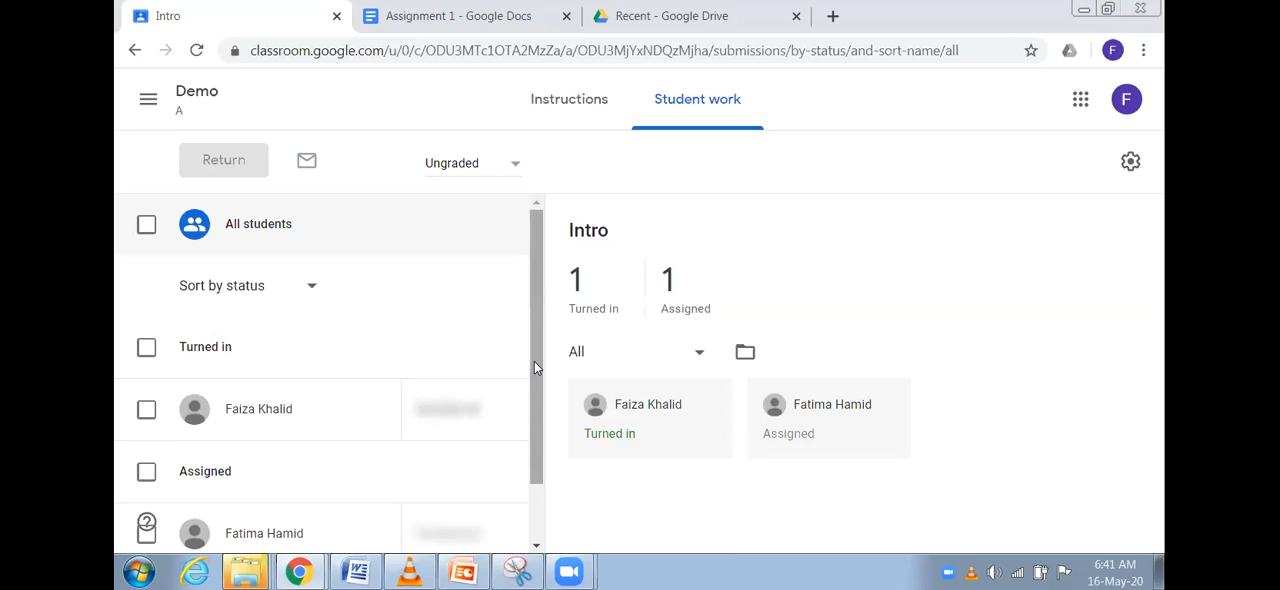 Intro
Assignment 1 - Google Docs
Recent - Google Drive
classroom.google.com/u/0/c/ODU3MTc1OTA2MzZa/a/ODU3MjYxNDQzMjha/submissions/by-status/and-sort-name/all
F
Demo
A
Instructions
Student work
F
Return
Ungraded
All students
Sort by status
Turned in
Faiza Khalid
Assigned
Fatima Hamid
Intro
1
1
Turned in
Assigned
All
Faiza Khalid
Turned in
Fatima Hamid
Assigned
6:41 AM
16-May-20